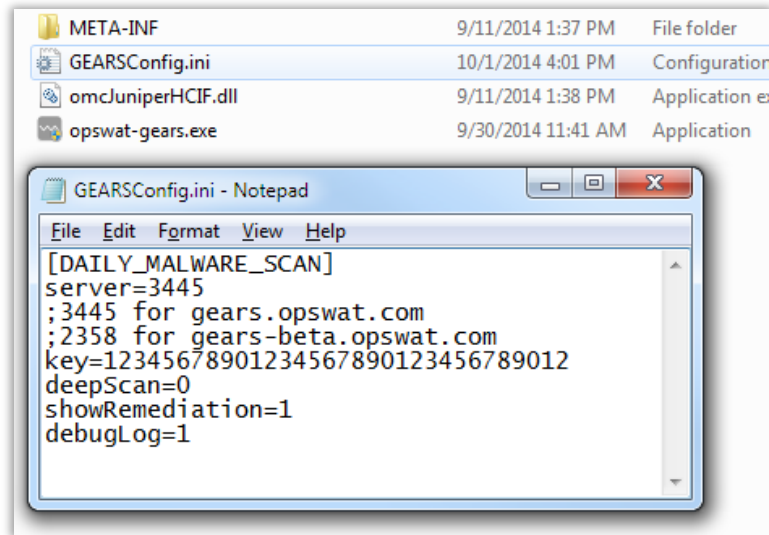 META-INF 9/11/2014 1:37 PM File folder
GEARSConfig.ini 10/1/2014 4:01 PM Configuration
omcJuniperHCIF.dll 9/11/2014 1:38 PM Application
opswat-gears.exe 9/30/2014 11:41 AM Application
GEARSConfig.ini - Notepad
File Edit Format View Help
[DAILY_MALWARE_SCAN]
server=3445
;3445 for gears.opswat.com
;2358 for gears-beta.opswat.com
key=12345678901234567890123456789012
deepScan=0
showRemediation=1
debugLog=1